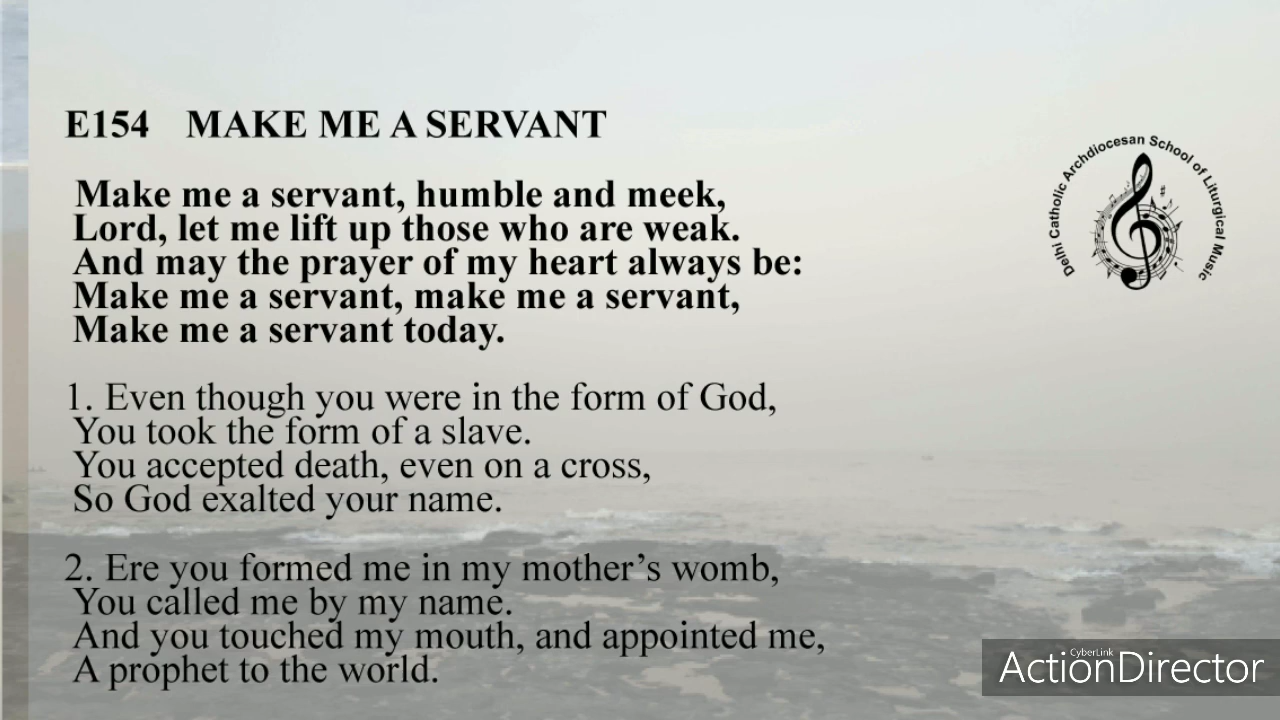 E154 MAKE ME A SERVANT
Make me a servant, humble and meek,
Lord, let me lift up those who are weak.
And may the prayer of my heart always be:
Make me a servant, make me a servant,
Make me a servant today.
1. Even though you were in the form of God,
You took the form of a slave.
You accepted death, even on a cross,
So God exalted your name.
2. Ere you formed me in my mother’s womb,
You called me by my name.
And you touched my mouth, and appointed me,
A prophet to the world.
Delhi Catholic Archdiocesan School of Liturgical Music
CyberLink
ActionDirector